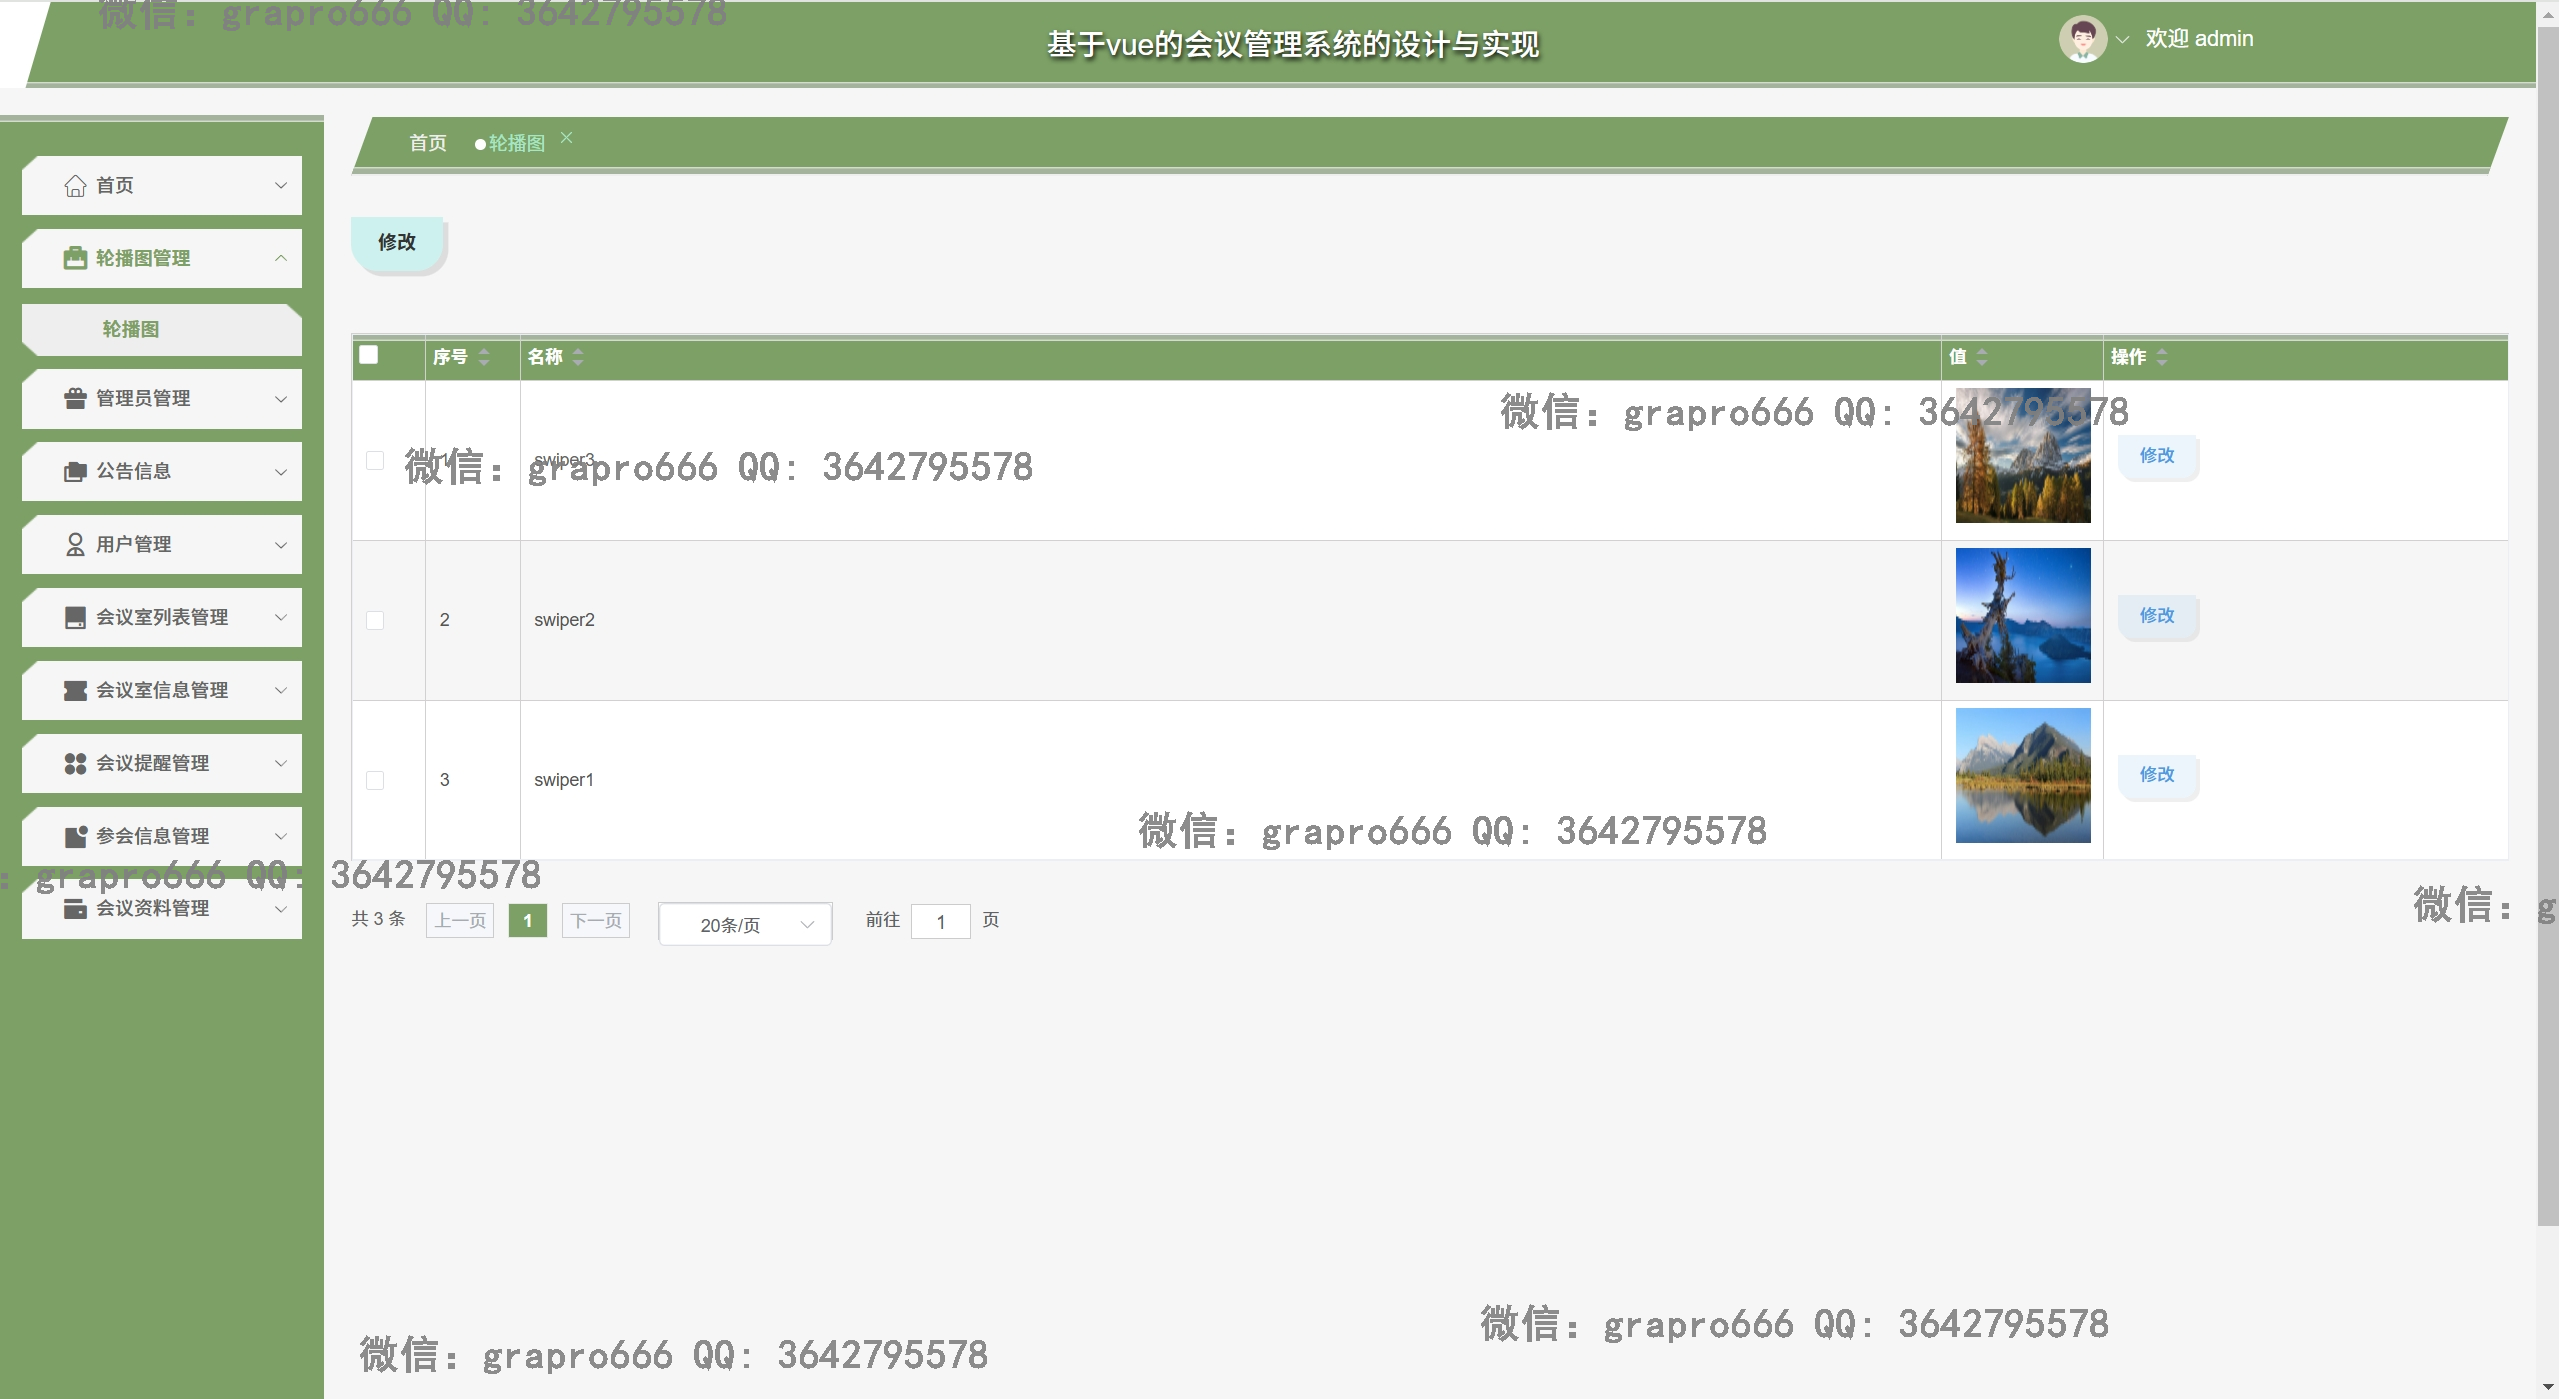 微信: grapro666 QQ: 3642795578
基于vue的会议管理系统的设计与实现
欢迎 admin
首页
轮播图管理
轮播图
管理员管理
公告信息
用户管理
会议室列表管理
会议室信息管理
会议提醒管理
参会信息管理
会议资料管理
首页 轮播图
修改
序号 名称 值 操作
微信: grapro666 QQ: 3642795578
1 swiper3 修改
微信: grapro666 QQ: 3642795578
2 swiper2 修改
3 swiper1 修改
微信: grapro666 QQ: 3642795578
: grapro666 QQ: 3642795578
微信: g
共 3 条 上一页 1 下一页 20条/页 前往 1 页
微信: grapro666 QQ: 3642795578
微信: grapro666 QQ: 3642795578